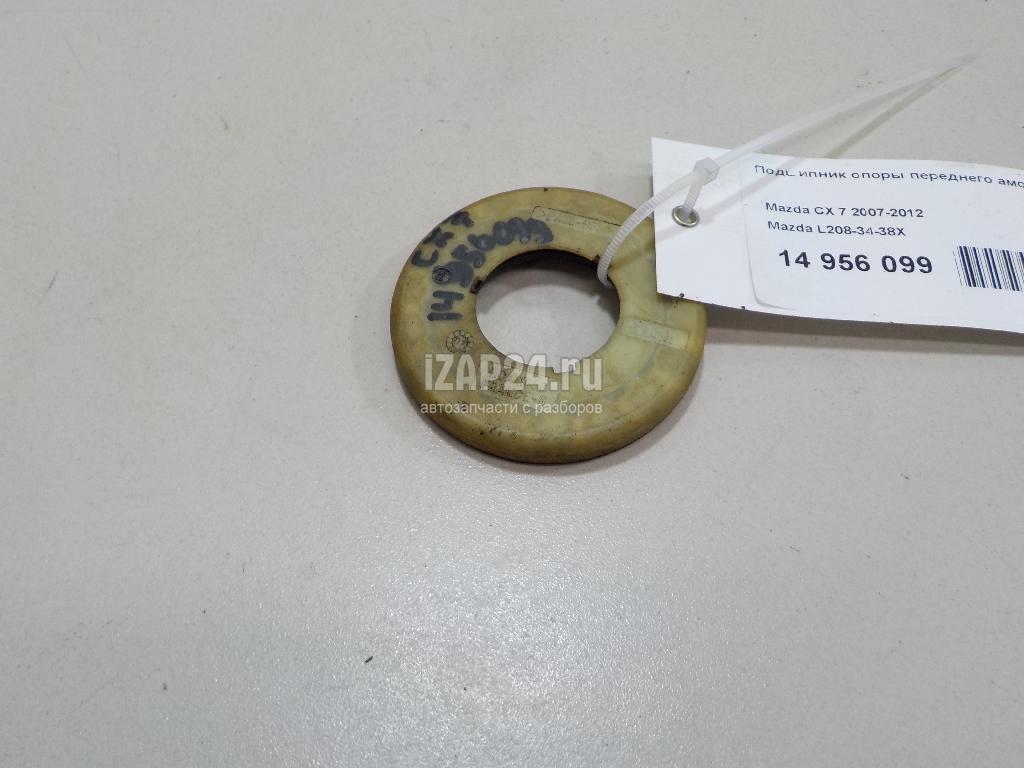 Подшипник опоры переднего
Mazda CX 7 2007-2012
Mazda L208-34-38X
14 956 099
CX7
14956099
iZAP24.ru
автозапчасти с разборов